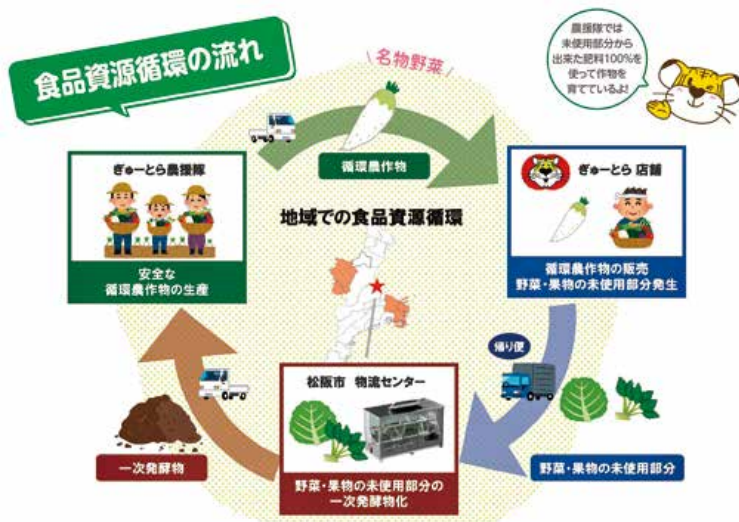 食品資源循環の流れ
名物野菜
農援隊では
未使用部分から
出来た肥料100%を
使って作物を
育てているよ!
ぎゅーとら農援隊
安全な
循環農作物の生産
循環農作物
ぎゅーとら 店舗
循環農作物の販売
野菜・果物の未使用部分発生
地域での食品資源循環
帰り便
野菜・果物の未使用部分
松阪市 物流センター
野菜・果物の未使用部分の
一次発酵物化
一次発酵物